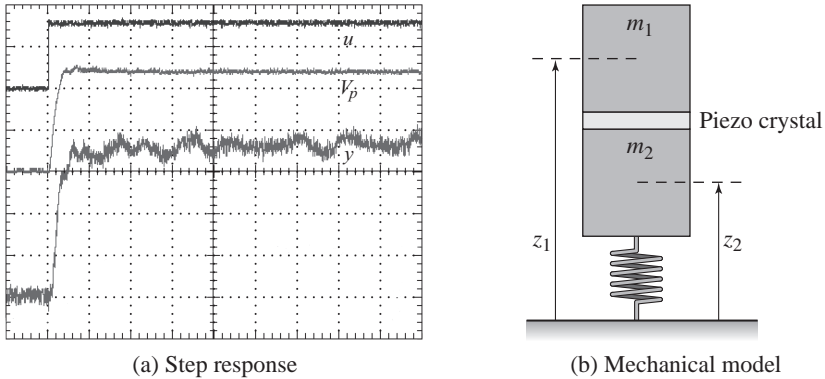 u
V_p
y
(a) Step response
m_1
Piezo crystal
m_2
z_1
z_2
(b) Mechanical model